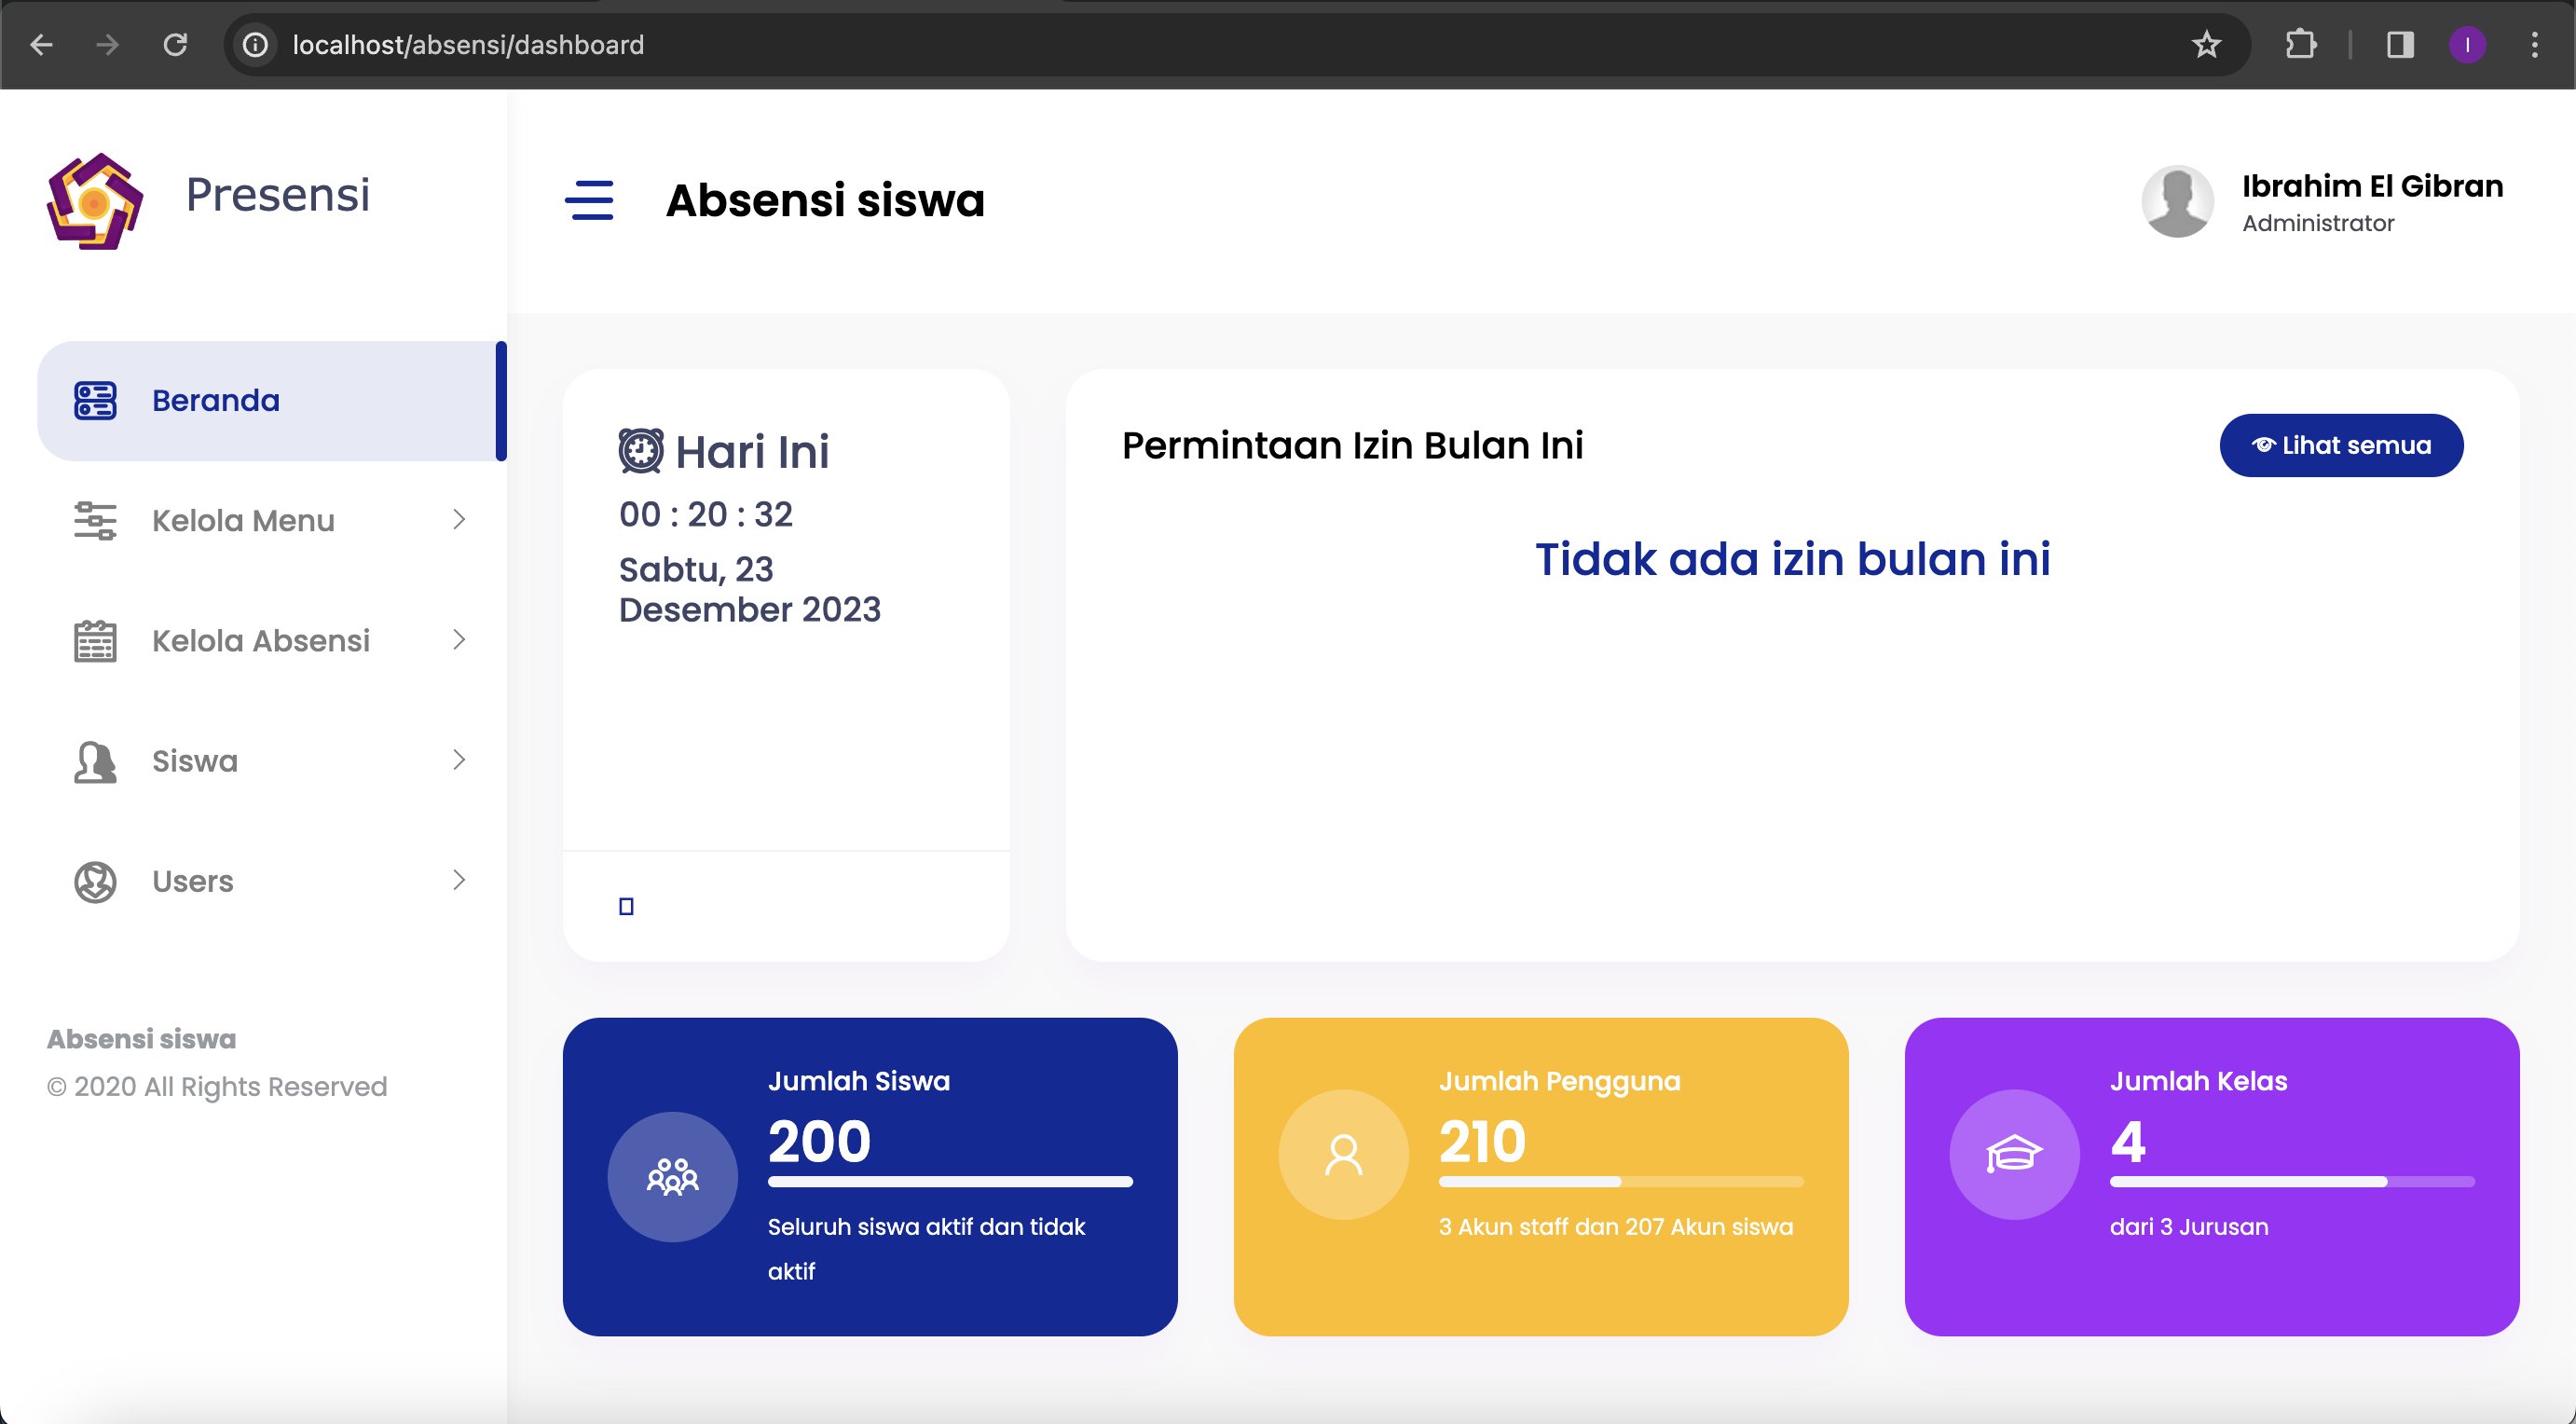 localhost/absensi/dashboard
I
Presensi
Absensi siswa
Ibrahim El Gibran
Administrator
Beranda
Kelola Menu
Kelola Absensi
Siswa
Users
Absensi siswa
© 2020 All Rights Reserved
Hari Ini
00 : 20 : 32
Sabtu, 23
Desember 2023
Permintaan Izin Bulan Ini
Lihat semua
Tidak ada izin bulan ini
Jumlah Siswa
200
Seluruh siswa aktif dan tidak
aktif
Jumlah Pengguna
210
3 Akun staff dan 207 Akun siswa
Jumlah Kelas
4
dari 3 Jurusan